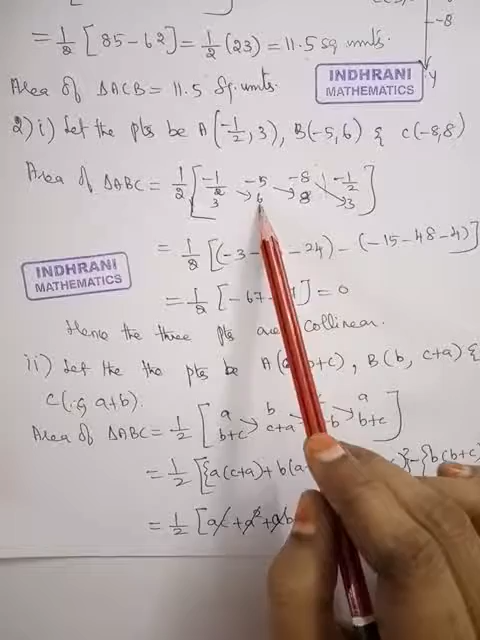 -8
= 1/2 [85-62] = 1/2 (23) = 11.5 sq units.
y
Area of ΔACB = 11.5 Sq.units.
INDHRANI
MATHEMATICS
2) i) Let the pts be A(-1/2, 3), B(-5, 6) & C(-8, 8)
Area of ΔABC = 1/2 [ -1/2 -5 -8 -1/2
3 6 8 3 ]
= 1/2 [(-3 - 24) - (-15-48-4)]
INDHRANI
MATHEMATICS
= 1/2 [-67 ] = 0
Hence the three pts are collinear.
ii) Let the the pts be A(a, b+c), B(b, c+a) &
C(c, a+b).
Area of ΔABC = 1/2 [ a b a
b+c c+a b b+c ]
= 1/2 [{a(c+a) + b(a }-{b(b+c)
= 1/2 [ac + a² + ab